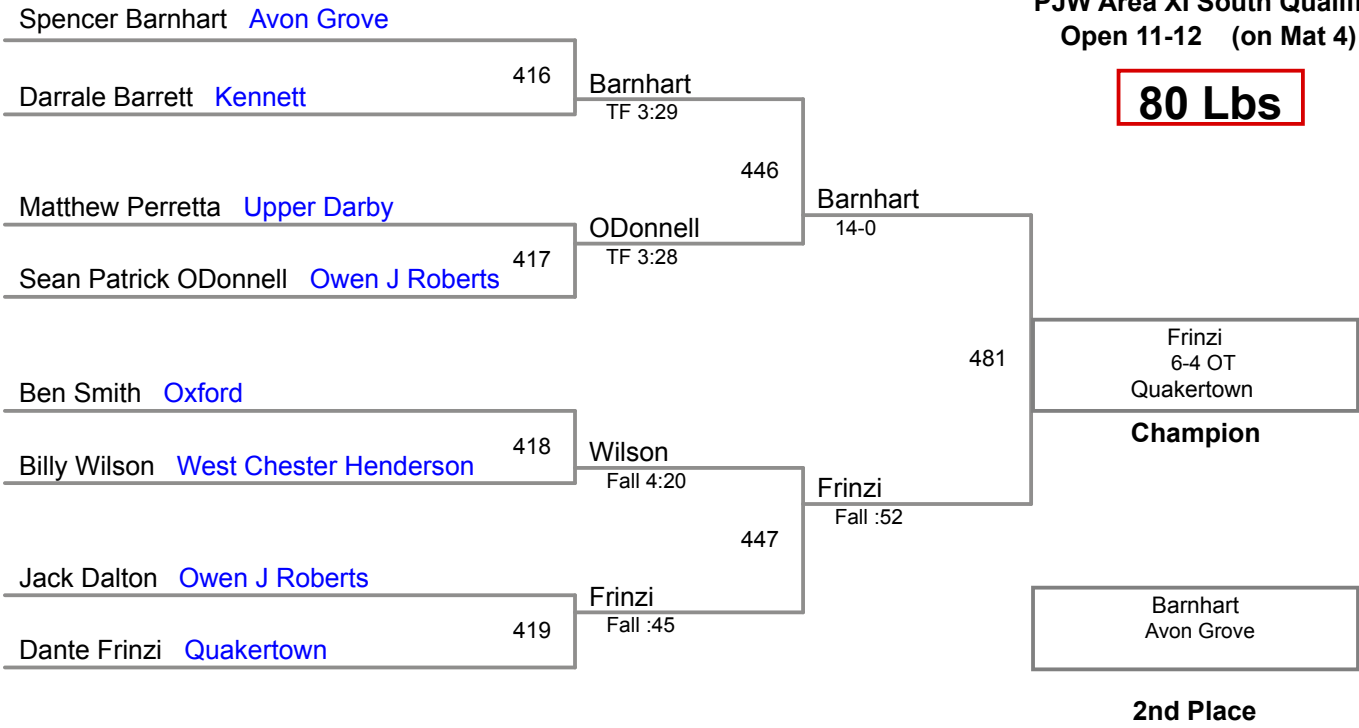 PJW Area XI South Qualifi
Open 11-12 (on Mat 4)
80 Lbs
Spencer Barnhart Avon Grove
416
Darrale Barrett Kennett
Barnhart
TF 3:29
446
Matthew Perretta Upper Darby
417
Sean Patrick ODonnell Owen J Roberts
ODonnell
TF 3:28
Barnhart
14-0
481
Ben Smith Oxford
418
Billy Wilson West Chester Henderson
Wilson
Fall 4:20
447
Frinzi
Fall :52
Jack Dalton Owen J Roberts
419
Dante Frinzi Quakertown
Frinzi
Fall :45
Frinzi
6-4 OT
Quakertown
Champion
Barnhart
Avon Grove
2nd Place